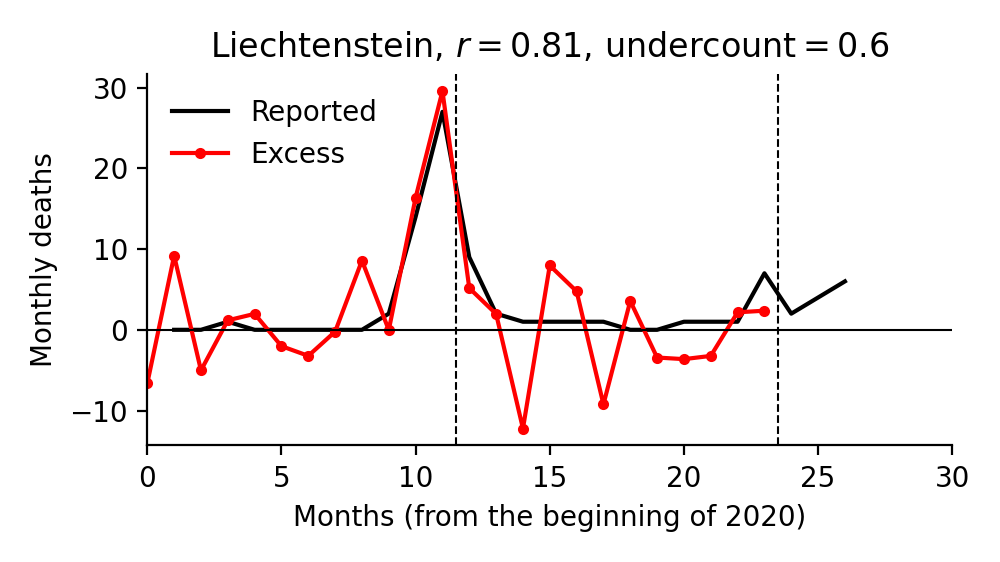 Liechtenstein, r = 0.81, undercount = 0.6
Reported
Excess
Monthly deaths
30
20
10
0
−10
0 5 10 15 20 25 30
Months (from the beginning of 2020)